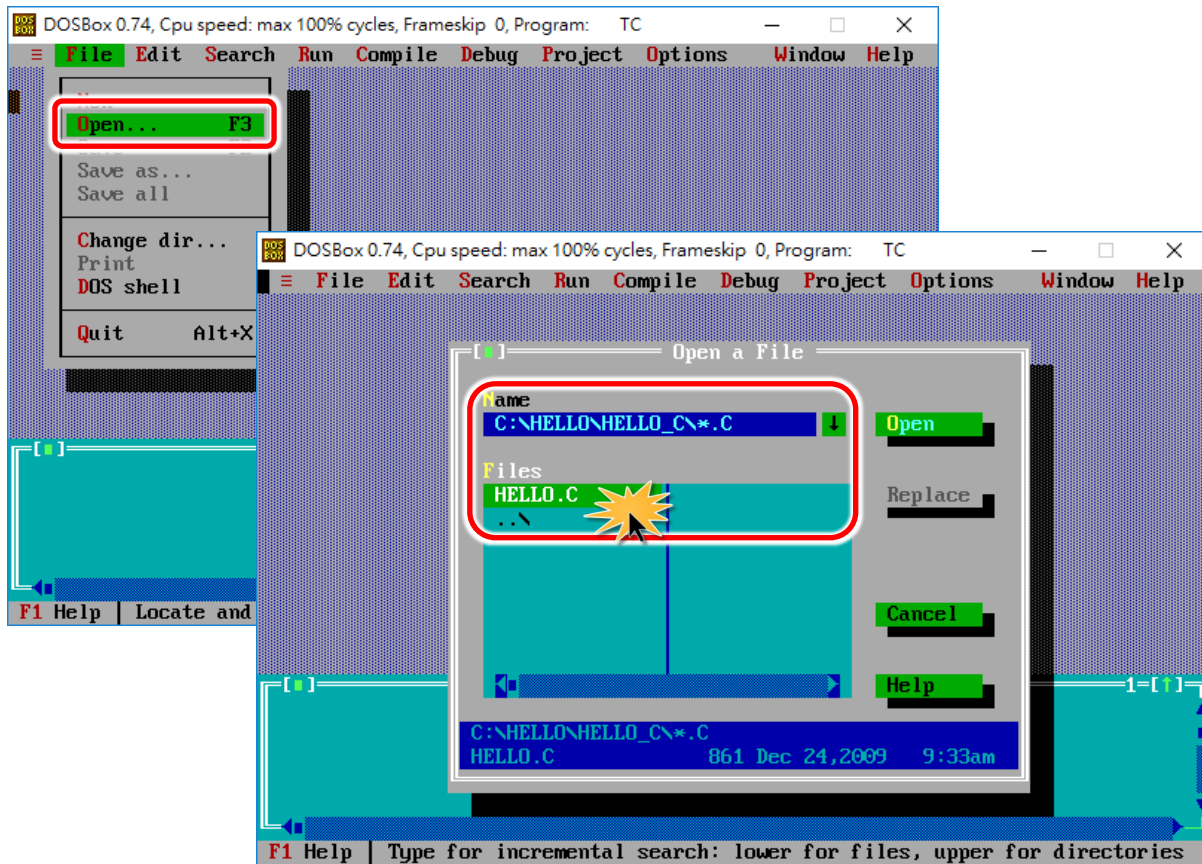 DOSBox 0.74, Cpu speed: max 100% cycles, Frameskip 0, Program: TC
≡ File Edit Search Run Compile Debug Project Options Window Help
Open... F3
Save as...
Save all
Change dir...
Print
DOS shell
Quit Alt+X
F1 Help | Locate and
DOSBox 0.74, Cpu speed: max 100% cycles, Frameskip 0, Program: TC
≡ File Edit Search Run Compile Debug Project Options Window Help
Open a File
Name
C:\HELLO\HELLO_C\*.C
Open
Files
HELLO.C
..\
Replace
Cancel
Help
1=[↑]
C:\HELLO\HELLO_C\*.C
HELLO.C 861 Dec 24,2009 9:33am
F1 Help | Type for incremental search: lower for files, upper for directories